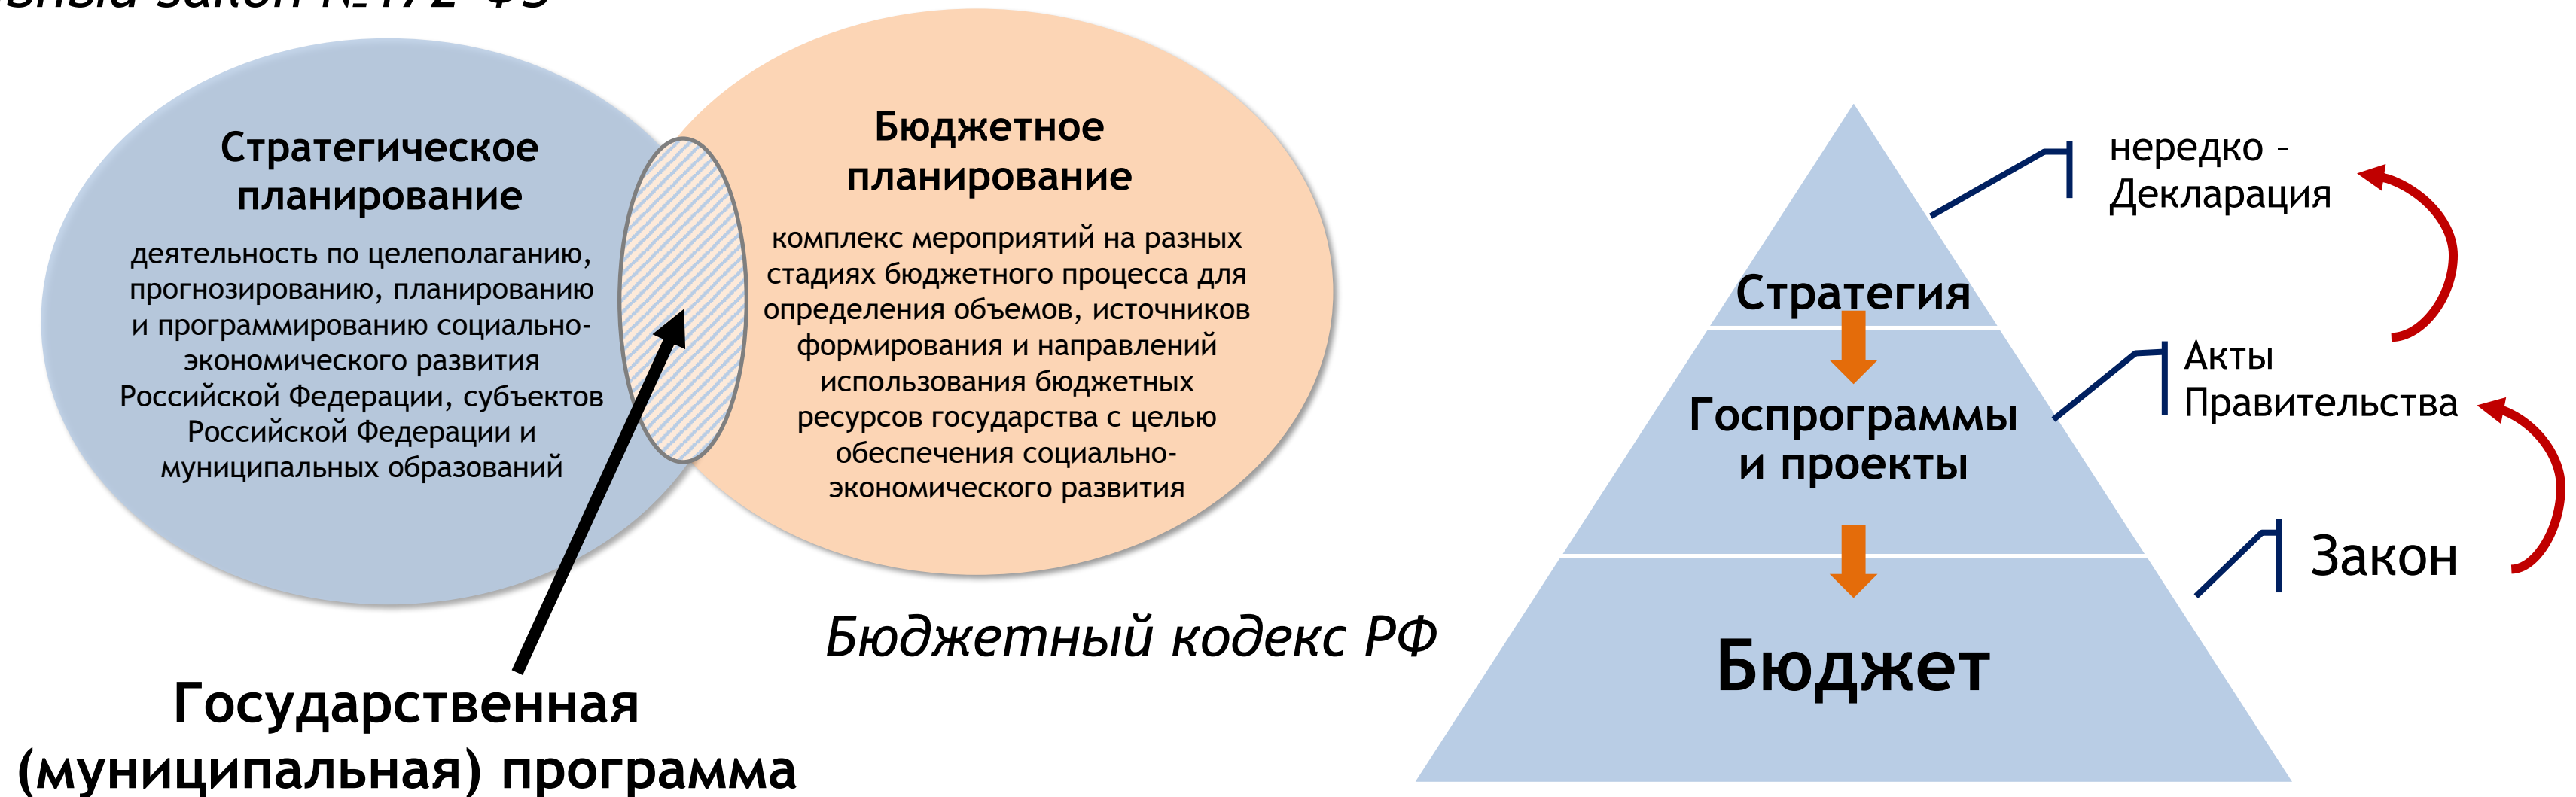 закон №172-ФЗ
Стратегическое
планирование
деятельность по целеполаганию,
прогнозированию, планированию
и программированию социально-
экономического развития
Российской Федерации, субъектов
Российской Федерации и
муниципальных образований
Бюджетное
планирование
комплекс мероприятий на разных
стадиях бюджетного процесса для
определения объемов, источников
формирования и направлений
использования бюджетных
ресурсов государства с целью
обеспечения социально-
экономического развития
Бюджетный кодекс РФ
Государственная
(муниципальная) программа
Стратегия
Госпрограммы
и проекты
Бюджет
нередко –
Декларация
Акты
Правительства
Закон